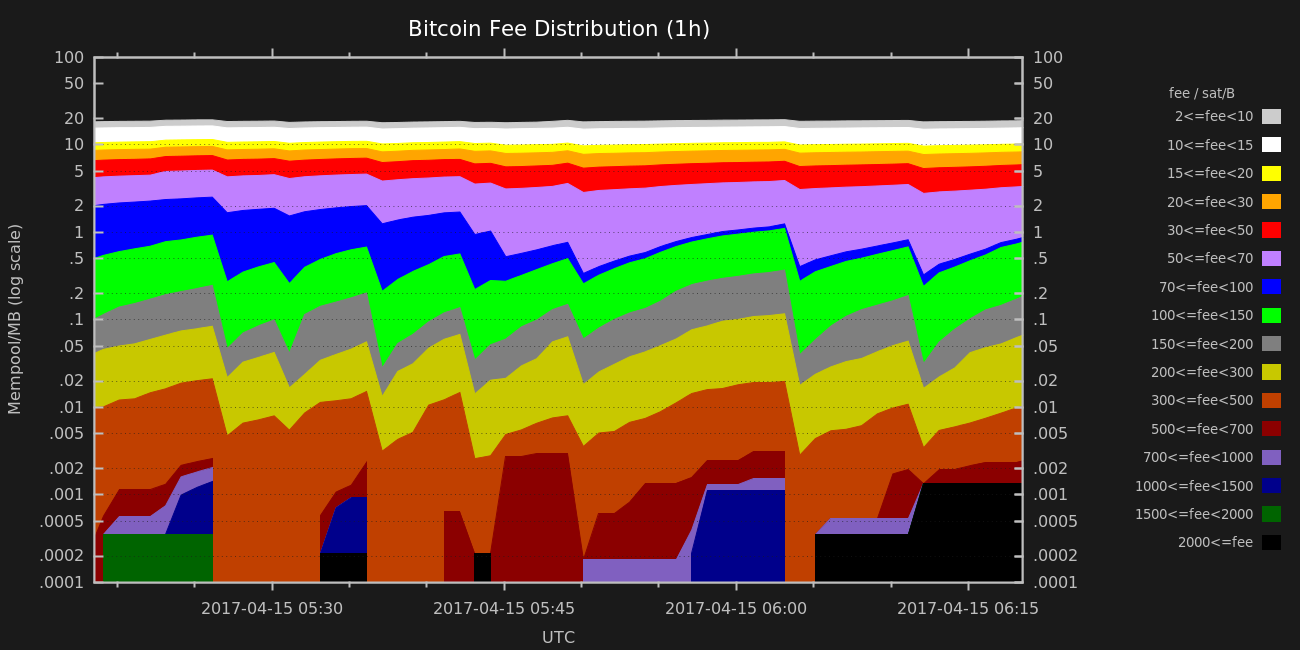 Bitcoin Fee Distribution (1h)
100 100
50 50
20 20
10 10
5 5
2 2
1 1
.5 .5
.2 .2
.1 .1
.05 .05
.02 .02
.01 .01
.005 .005
.002 .002
.001 .001
.0005 .0005
.0002 .0002
.0001 .0001
Mempool/MB (log scale)
2017-04-15 05:30 2017-04-15 05:45 2017-04-15 06:00 2017-04-15 06:15
UTC
fee / sat/B
2<=fee<10
10<=fee<15
15<=fee<20
20<=fee<30
30<=fee<50
50<=fee<70
70<=fee<100
100<=fee<150
150<=fee<200
200<=fee<300
300<=fee<500
500<=fee<700
700<=fee<1000
1000<=fee<1500
1500<=fee<2000
2000<=fee